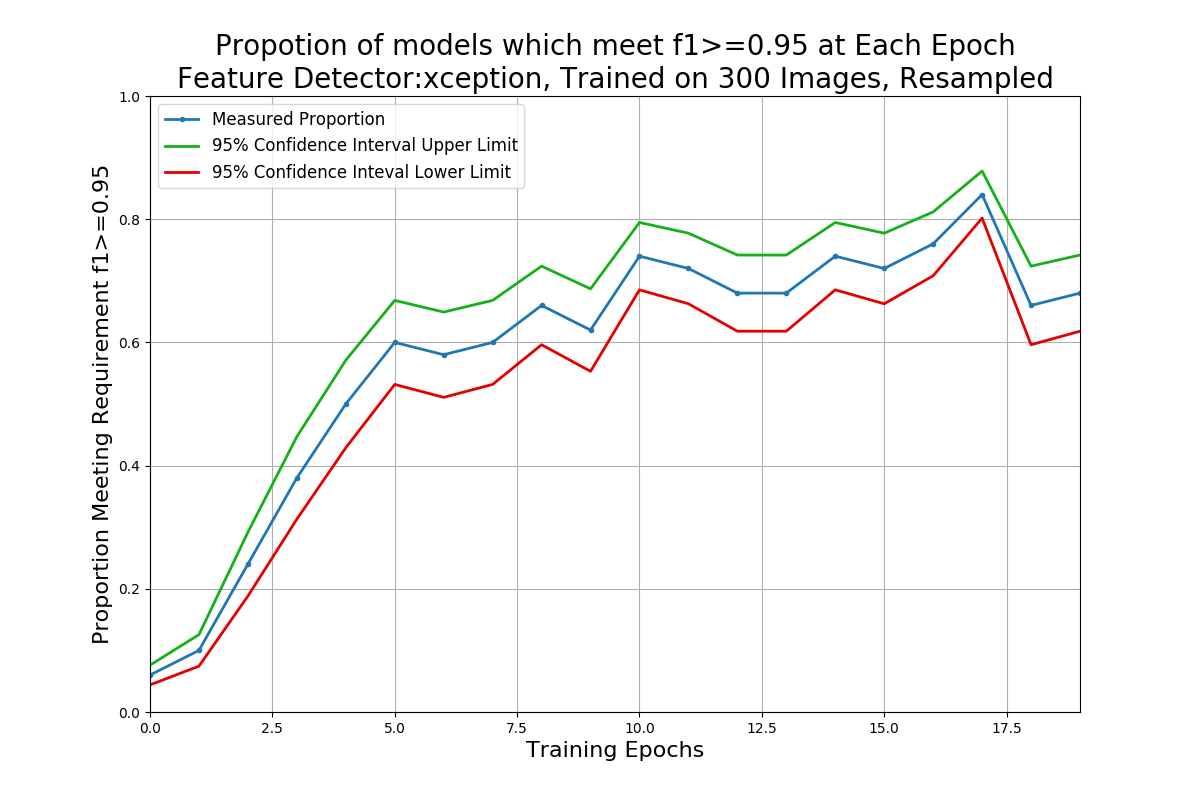 Propotion of models which meet f1>=0.95 at Each Epoch
Feature Detector:xception, Trained on 300 Images, Resampled
Measured Proportion
95% Confidence Interval Upper Limit
95% Confidence Inteval Lower Limit
Proportion Meeting Requirement f1>=0.95
1.0
0.8
0.6
0.4
0.2
0.0
0.0 2.5 5.0 7.5 10.0 12.5 15.0 17.5
Training Epochs